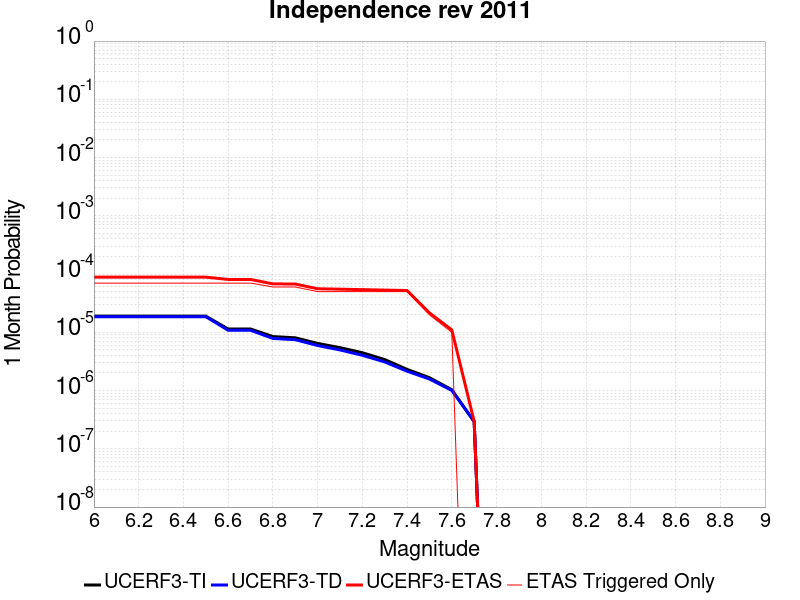 Independence rev 2011
10^0
10^-1
10^-2
10^-3
10^-4
10^-5
10^-6
10^-7
10^-8
1 Month Probability
6 6.2 6.4 6.6 6.8 7 7.2 7.4 7.6 7.8 8 8.2 8.4 8.6 8.8 9
Magnitude
UCERF3-TI UCERF3-TD UCERF3-ETAS ETAS Triggered Only